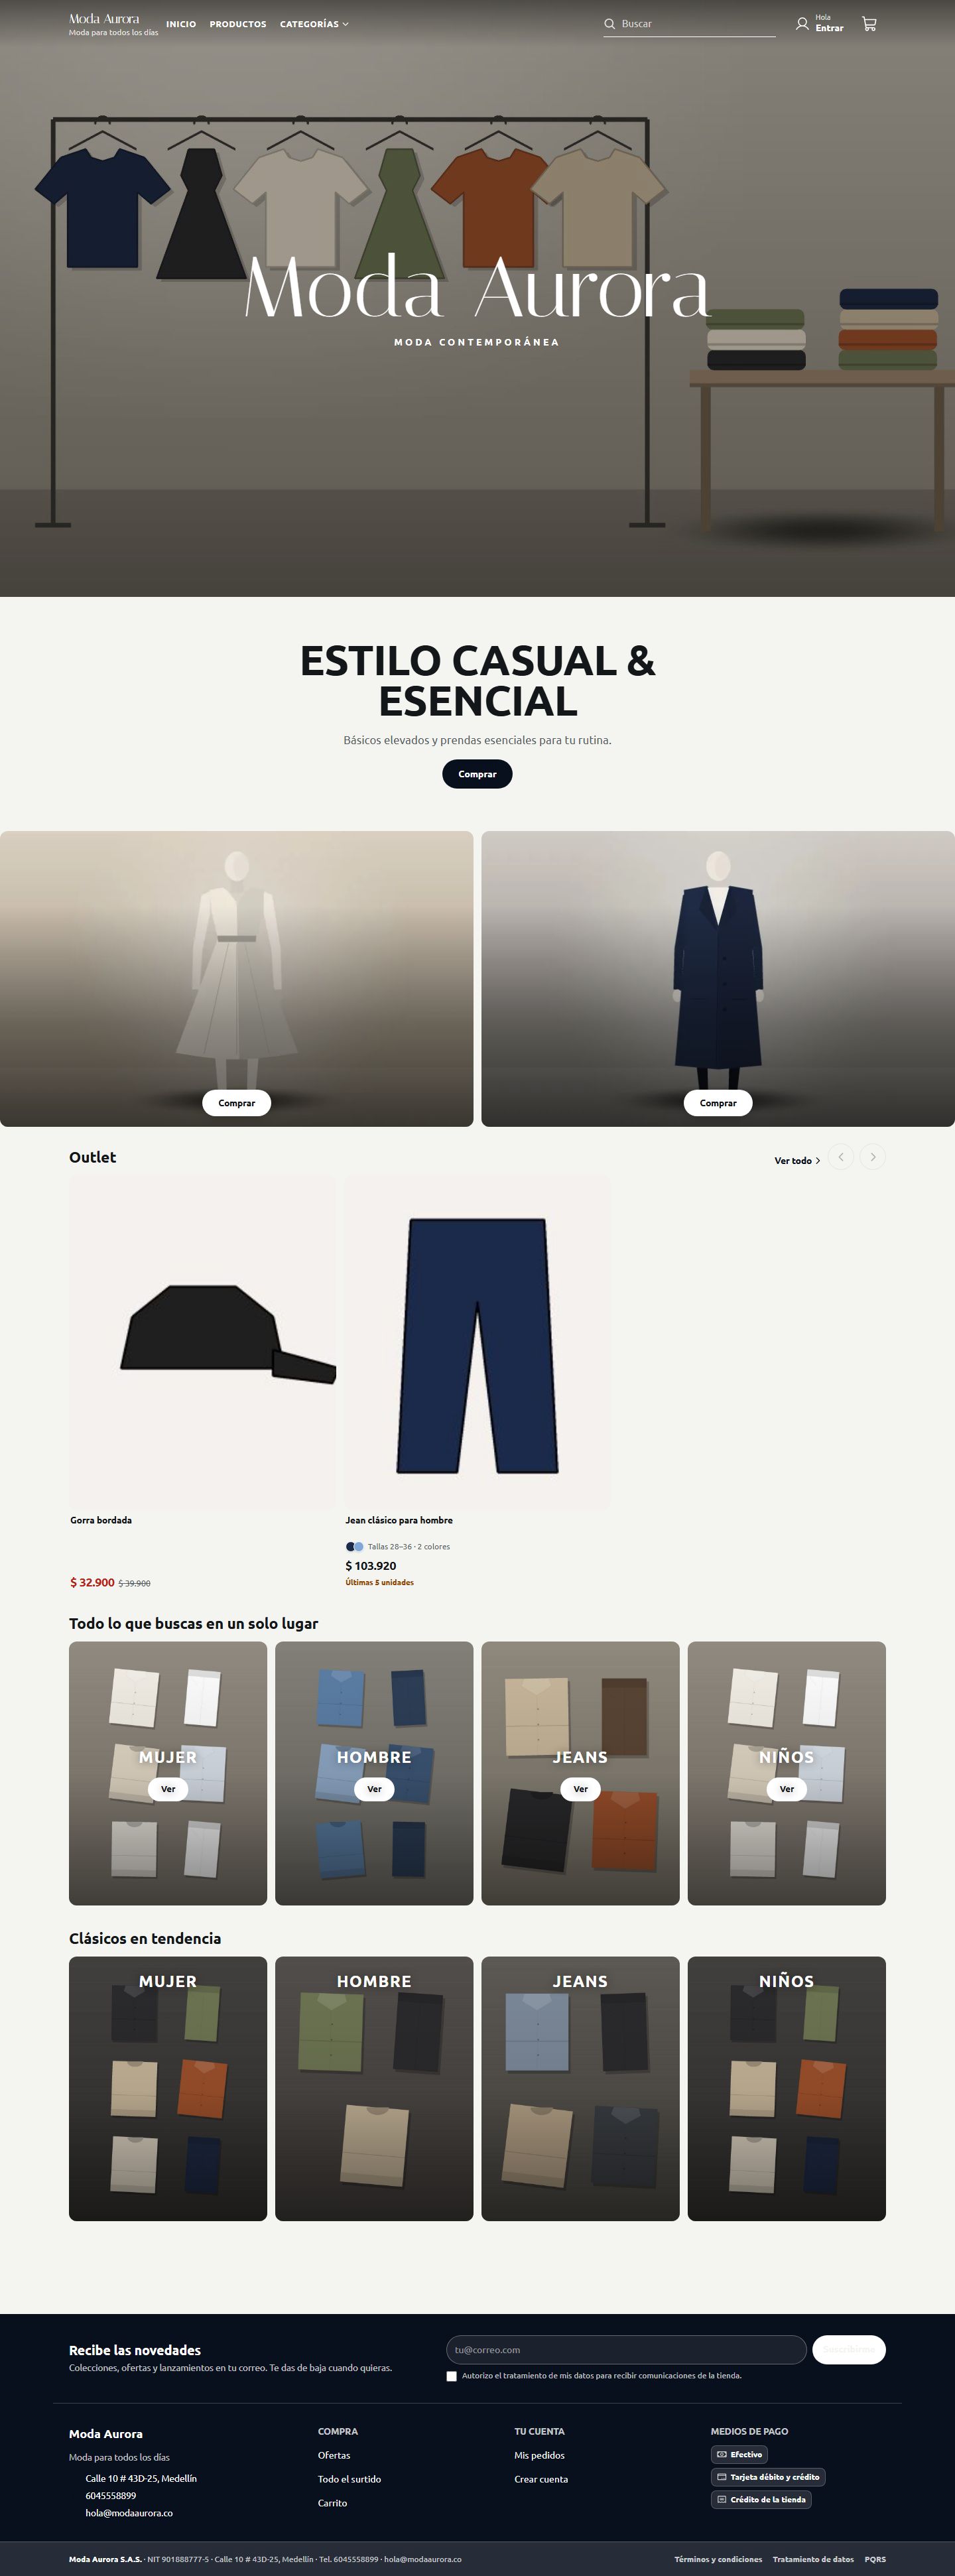 Moda Aurora
Moda para todos los días
INICIO
PRODUCTOS
CATEGORÍAS
Buscar
Hola
Entrar
Moda Aurora
MODA CONTEMPORÁNEA
ESTILO CASUAL &
ESENCIAL
Básicos elevados y prendas esenciales para tu rutina.
Comprar
Comprar
Comprar
Outlet
Ver todo
Gorra bordada
$ 32.900 $ 39.900
Jean clásico para hombre
Tallas 28–36 · 2 colores
$ 103.920
Últimas 5 unidades
Todo lo que buscas en un solo lugar
MUJER
Ver
HOMBRE
Ver
JEANS
Ver
NIÑOS
Ver
Clásicos en tendencia
MUJER
HOMBRE
JEANS
NIÑOS
Recibe las novedades
Colecciones, ofertas y lanzamientos en tu correo. Te das de baja cuando quieras.
tu@correo.com
Autorizo el tratamiento de mis datos para recibir comunicaciones de la tienda.
Moda Aurora
Moda para todos los días
Calle 10 # 43D-25, Medellín
6045558899
hola@modaaurora.co
COMPRA
Ofertas
Todo el surtido
Carrito
TU CUENTA
Mis pedidos
Crear cuenta
MEDIOS DE PAGO
Efectivo
Tarjeta débito y crédito
Crédito de la tienda
Moda Aurora S.A.S. · NIT 901888777-5 · Calle 10 # 43D-25, Medellín · Tel. 6045558899 · hola@modaaurora.co
Términos y condiciones
Tratamiento de datos
PQRS